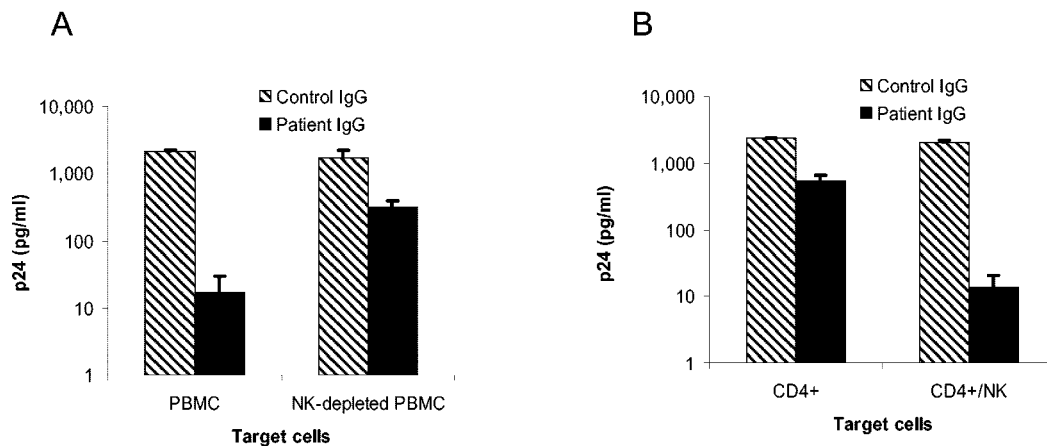 A
Control IgG
Patient IgG
10,000
1,000
100
10
1
p24 (pg/ml)
PBMC
NK-depleted PBMC
Target cells
B
Control IgG
Patient IgG
10,000
1,000
100
10
1
p24 (pg/ml)
CD4+
CD4+/NK
Target cells